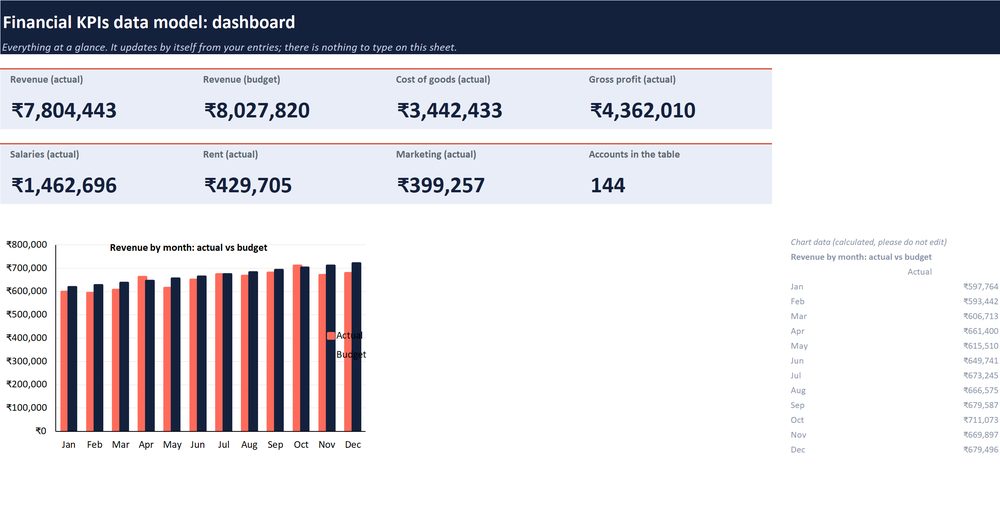 Financial KPIs data model: dashboard
Everything at a glance. It updates by itself from your entries; there is nothing to type on this sheet.
Revenue (actual) Revenue (budget) Cost of goods (actual) Gross profit (actual)
₹7,804,443 ₹8,027,820 ₹3,442,433 ₹4,362,010
Salaries (actual) Rent (actual) Marketing (actual) Accounts in the table
₹1,462,696 ₹429,705 ₹399,257 144
Revenue by month: actual vs budget
₹800,000
₹700,000
₹600,000
₹500,000
₹400,000
₹300,000
₹200,000
₹100,000
₹0
Jan Feb Mar Apr May Jun Jul Aug Sep Oct Nov Dec
Actual
Budget
Chart data (calculated, please do not edit)
Revenue by month: actual vs budget
Actual
Jan ₹597,764
Feb ₹593,442
Mar ₹606,713
Apr ₹661,400
May ₹615,510
Jun ₹649,741
Jul ₹673,245
Aug ₹666,575
Sep ₹679,587
Oct ₹711,073
Nov ₹669,897
Dec ₹679,496